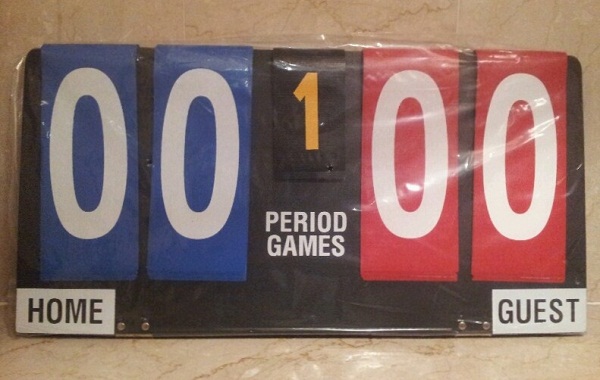 00 1 00
PERIOD
GAMES
HOME GUEST